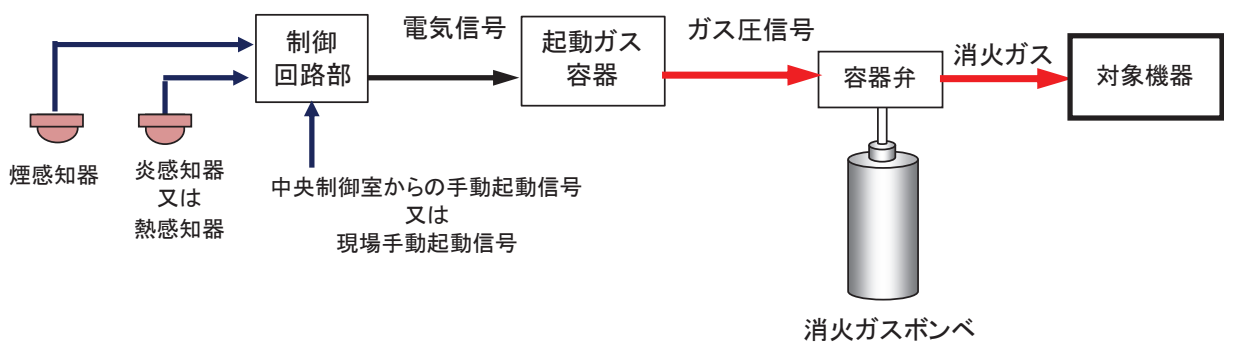 煙感知器
炎感知器
又は
熱感知器
制御
回路部
中央制御室からの手動起動信号
又は
現場手動起動信号
電気信号
起動ガス
容器
ガス圧信号
容器弁
消火ガスボンベ
消火ガス
対象機器